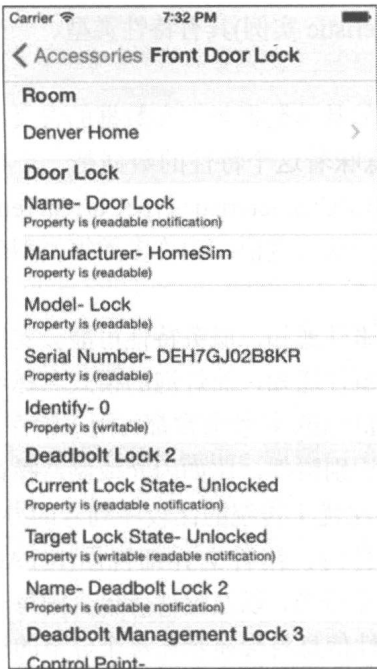 Carrier 7:32 PM
Accessories Front Door Lock
Room
Denver Home
Door Lock
Name- Door Lock
Property is (readable notification)
Manufacturer- HomeSim
Property is (readable)
Model- Lock
Property is (readable)
Serial Number- DEH7GJ02B8KR
Property is (readable)
Identify- 0
Property is (writable)
Deadbolt Lock 2
Current Lock State- Unlocked
Property is (readable notification)
Target Lock State- Unlocked
Property is (writable readable notification)
Name- Deadbolt Lock 2
Property is (readable notification)
Deadbolt Management Lock 3
Control Point-